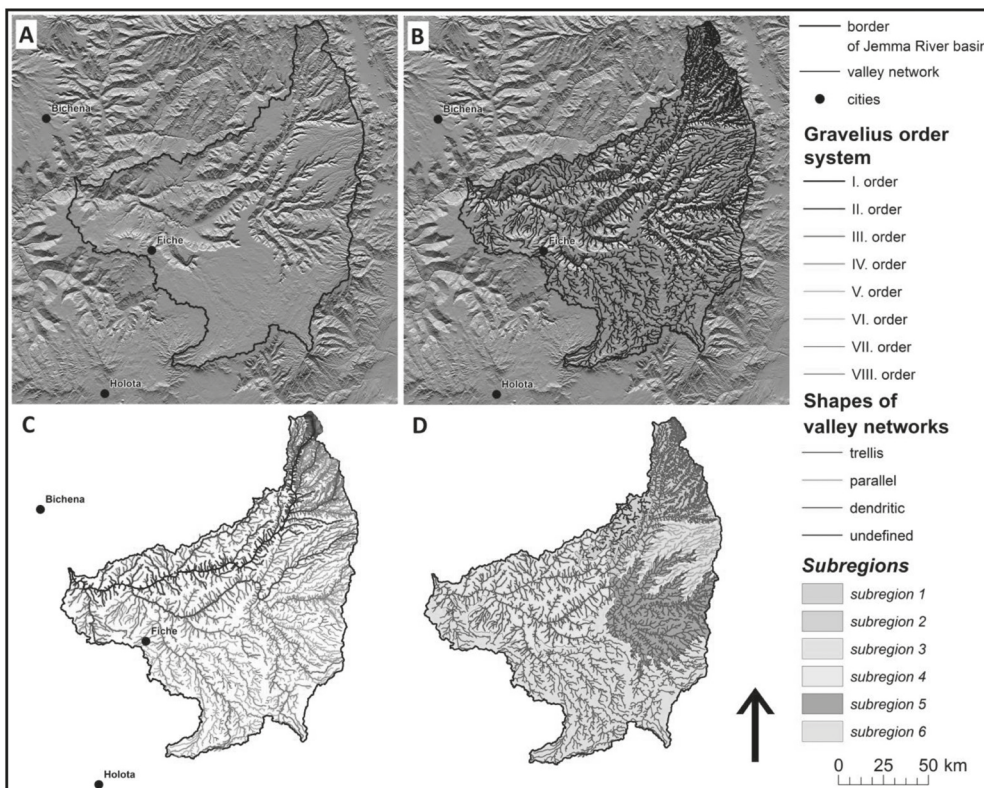 A
Bichena
Fiche
Holota
B
Bichena
Fiche
Holota
C
Bichena
Fiche
Holota
D
border
of Jemma River basin
valley network
cities
Gravelius order
system
I. order
II. order
III. order
IV. order
V. order
VI. order
VII. order
VIII. order
Shapes of
valley networks
trellis
parallel
dendritic
undefined
Subregions
subregion 1
subregion 2
subregion 3
subregion 4
subregion 5
subregion 6
0 25 50 km